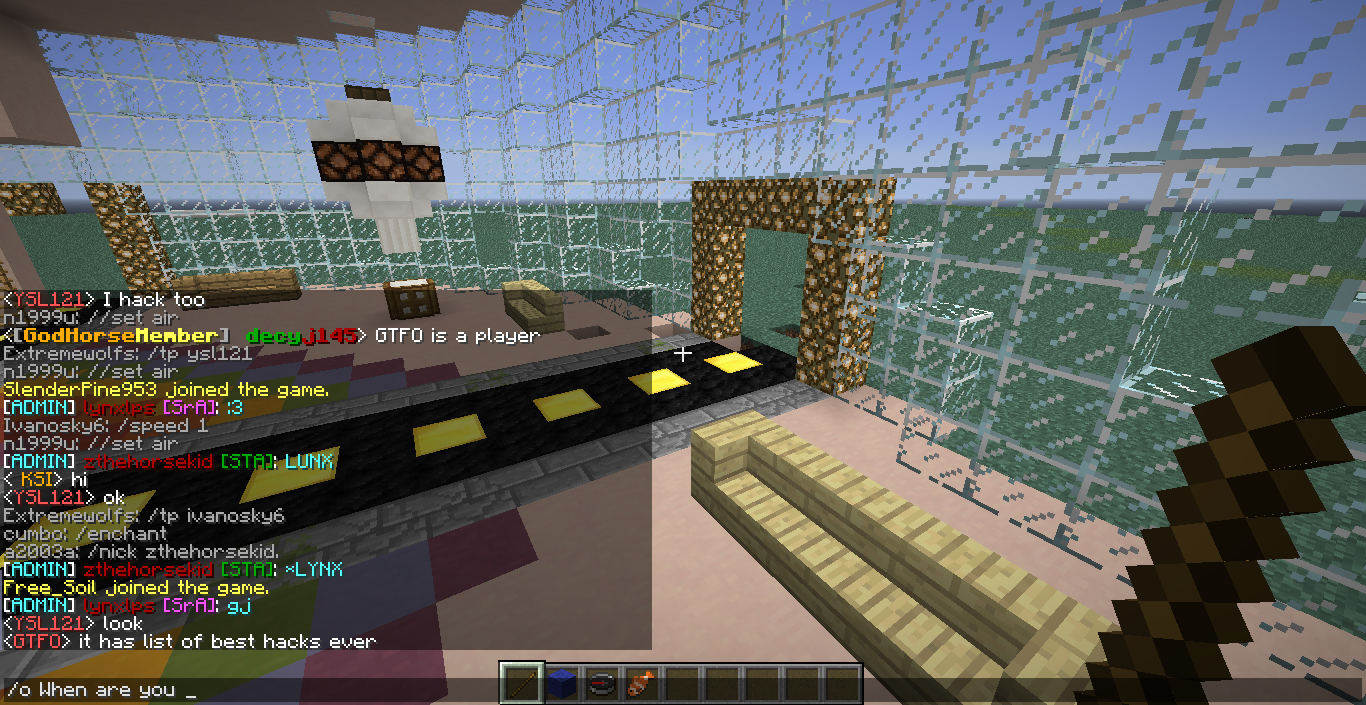 <YSL121> I hack too
n1999u: //set air
<[GodHorseMember] decyj145> GTFO is a player
Extremewolfs: /tp ysl121
n1999u: //set air
SlenderPine953 joined the game.
[ADMIN] lynxlps [SrA]: :3
Ivanosky6: /speed 1
n1999u: //set air
[ADMIN] zthehorsekid [STA]: LUNX
< KSI> hi
<YSL121> ok
Extremewolfs: /tp ivanosky6
cumbo: /enchant
a2003a: /nick zthehorsekid.
[ADMIN] zthehorsekid [STA]: *LYNX
Free_Soil joined the game.
[ADMIN] lynxlps [SrA]: gj
<YSL121> look
<GTFO> it has list of best hacks ever
/o When are you _